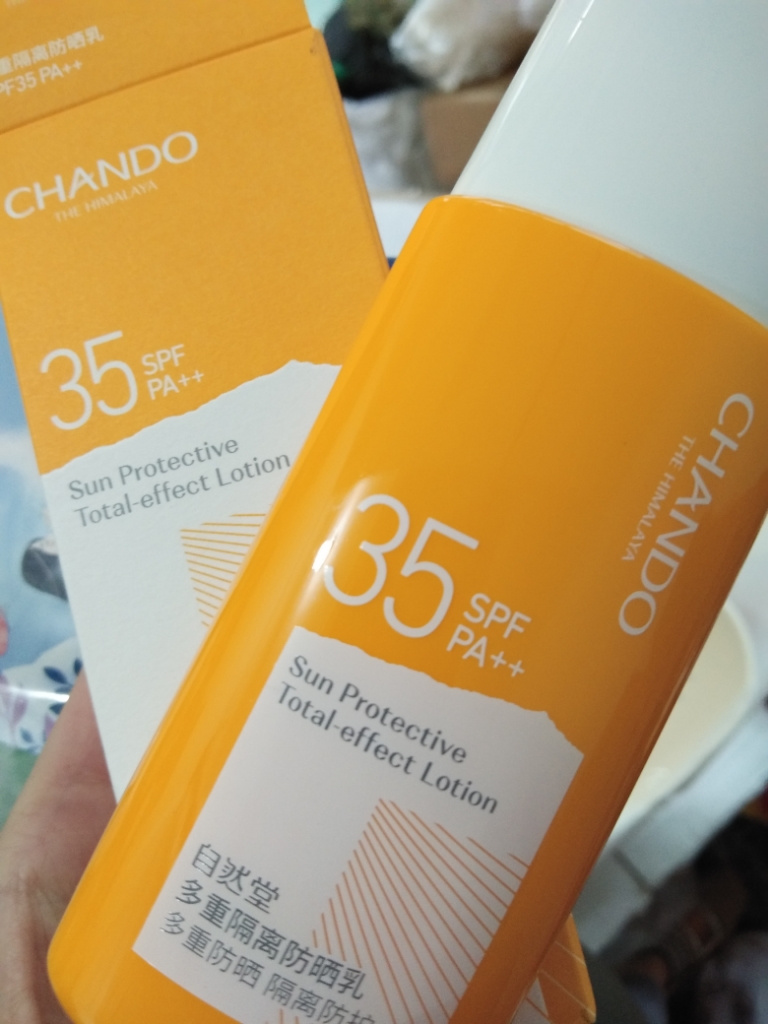 重隔离防晒乳
PF35 PA++
CHANDO
THE HIMALAYA
35 SPF
PA++
Sun Protective
Total-effect Lotion
CHANDO
THE HIMALAYA
35 SPF
PA++
Sun Protective
Total-effect Lotion
自然堂
多重隔离防晒乳
多重防晒 隔离防护